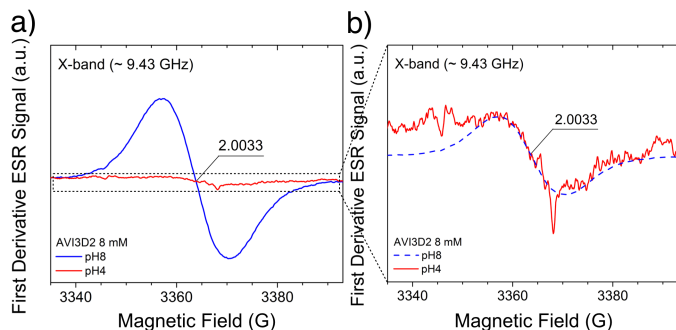 a)
First Derivative ESR Signal (a.u.)
X-band (~ 9.43 GHz)
2.0033
AVI3D2 8 mM
pH8
pH4
3340
3360
3380
Magnetic Field (G)
b)
First Derivative ESR Signal (a.u.)
X-band (~ 9.43 GHz)
2.0033
AVI3D2 8 mM
pH8
pH4
3340
3360
3380
Magnetic Field (G)